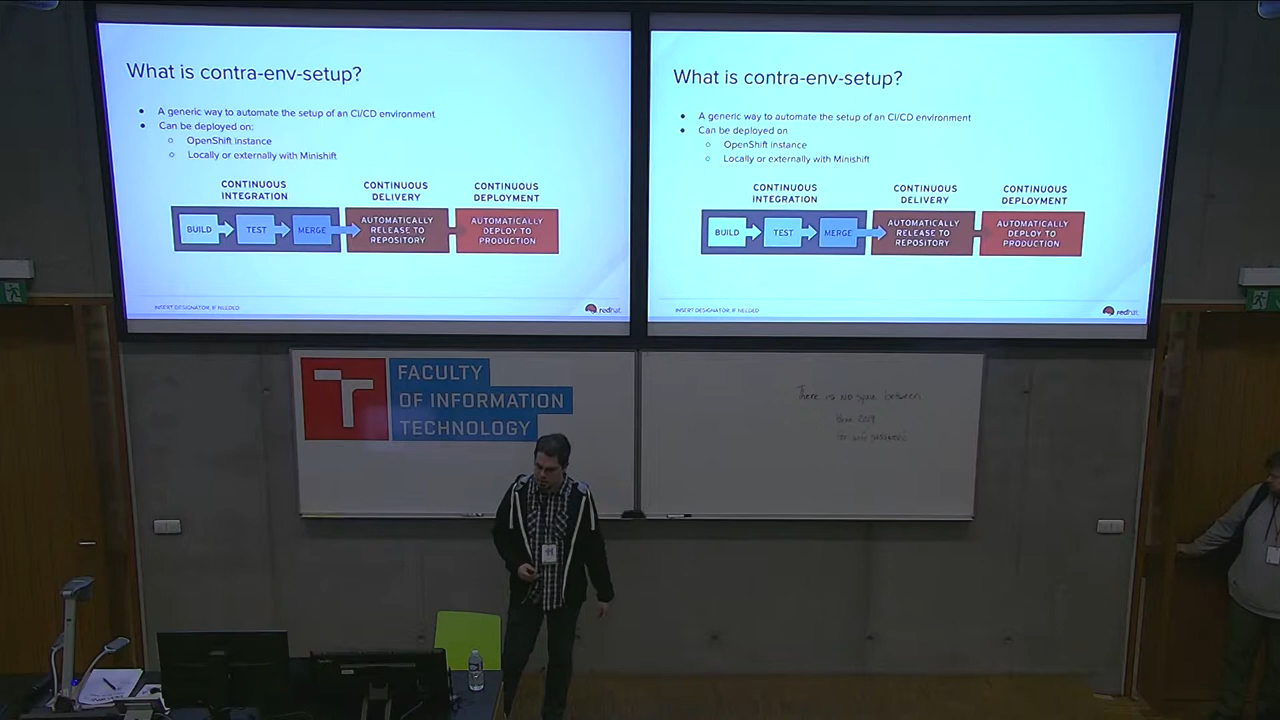 What is contra-env-setup?
A generic way to automate the setup of an CI/CD environment
Can be deployed on:
OpenShift instance
Locally or externally with Minishift
CONTINUOUS INTEGRATION
CONTINUOUS DELIVERY
CONTINUOUS DEPLOYMENT
BUILD
TEST
MERGE
AUTOMATICALLY RELEASE TO REPOSITORY
AUTOMATICALLY DEPLOY TO PRODUCTION
INSERT DESIGNATOR, IF NEEDED
redhat
What is contra-env-setup?
A generic way to automate the setup of an CI/CD environment
Can be deployed on
OpenShift instance
Locally or externally with Minishift
CONTINUOUS INTEGRATION
CONTINUOUS DELIVERY
CONTINUOUS DEPLOYMENT
BUILD
TEST
MERGE
AUTOMATICALLY RELEASE TO REPOSITORY
AUTOMATICALLY DEPLOY TO PRODUCTION
INSERT DESIGNATOR, IF NEEDED
redhat
FACULTY
OF INFORMATION
TECHNOLOGY
There is no space between
2019
for wifi password